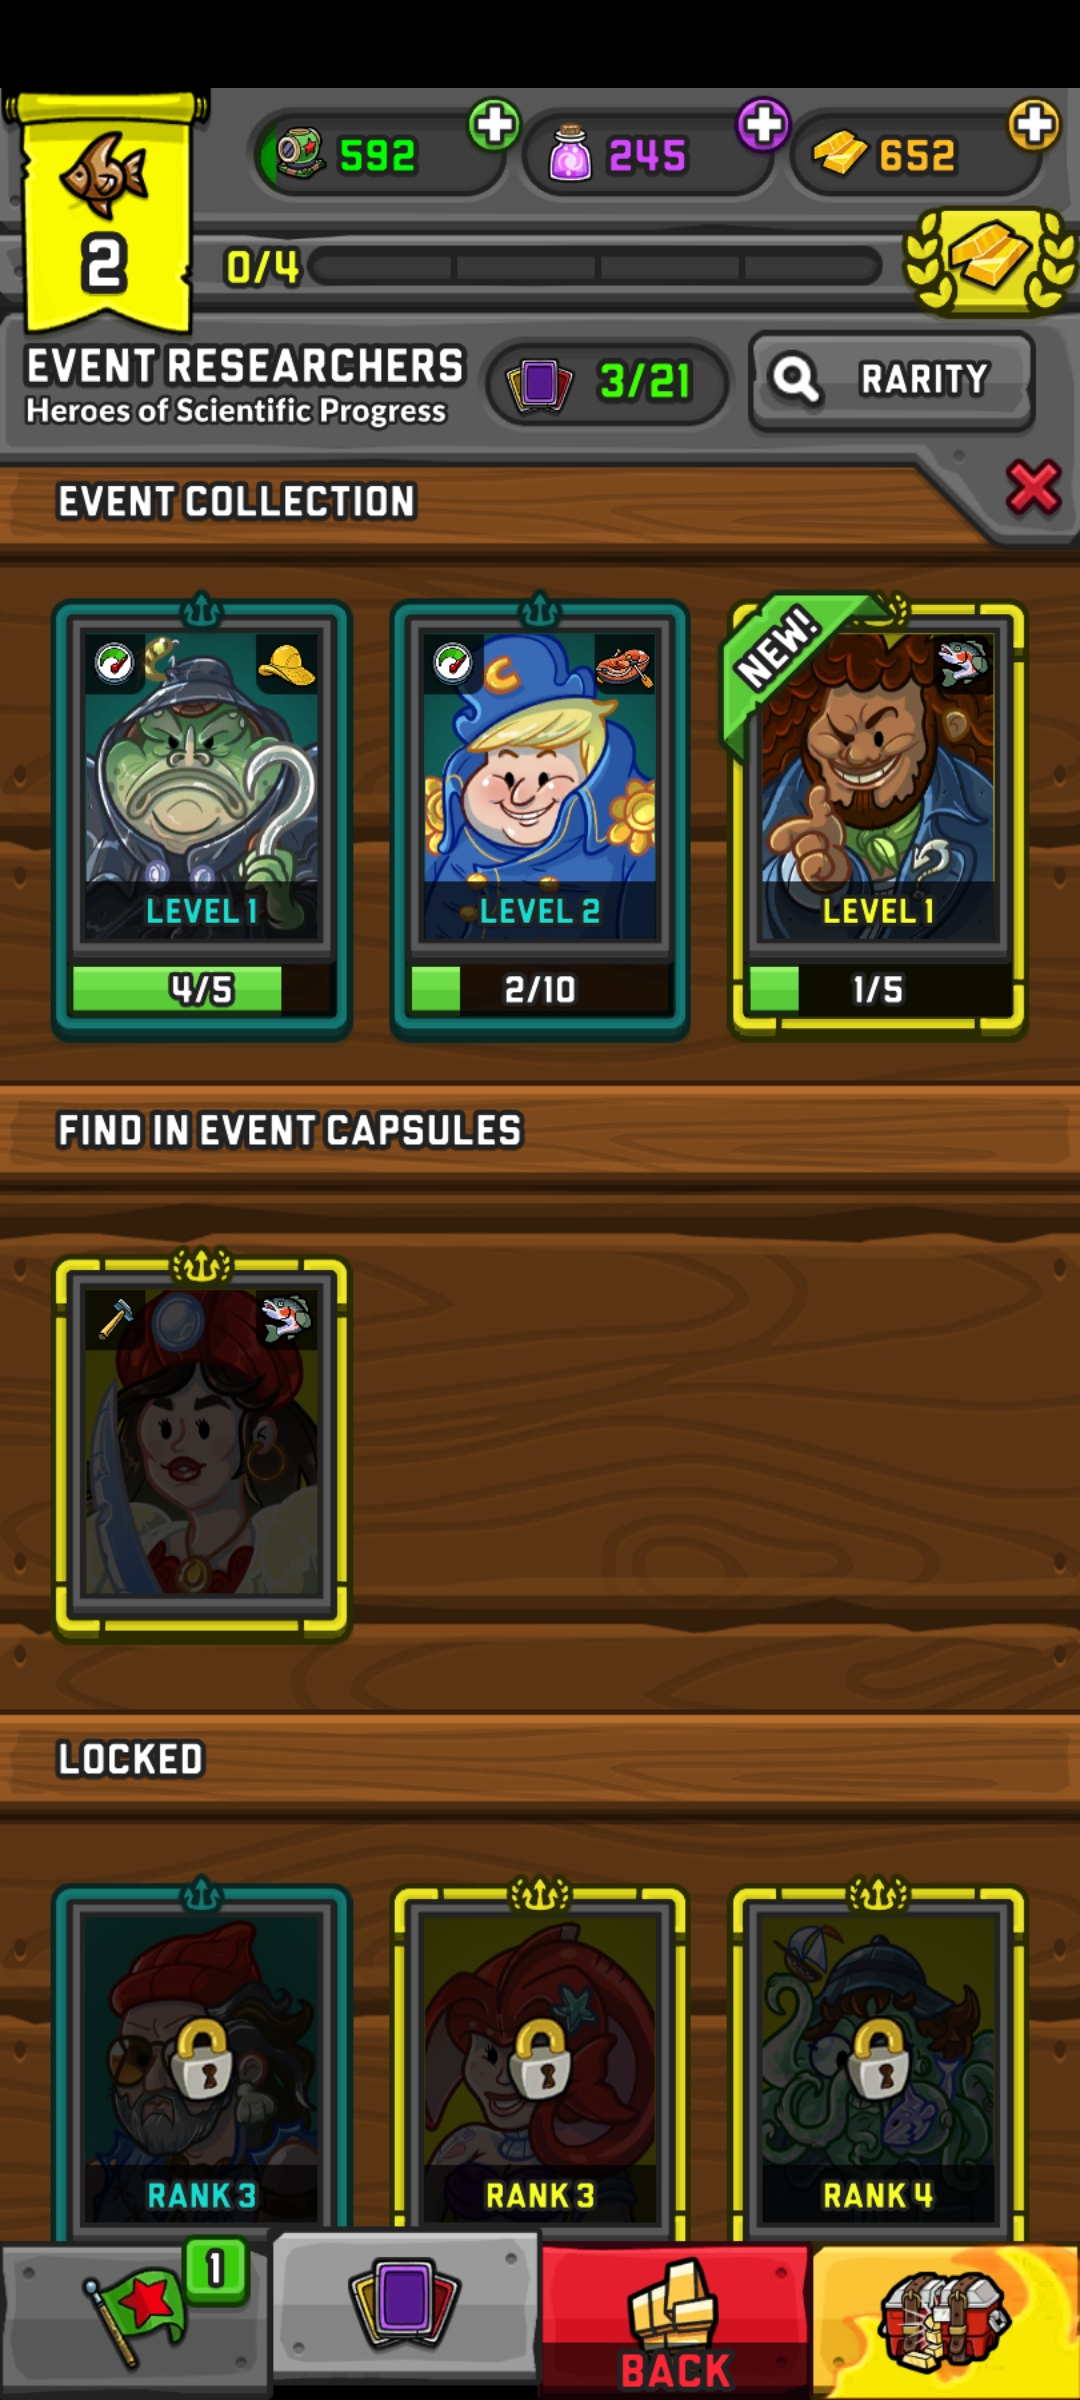 592
245
652
2
0/4
EVENT RESEARCHERS
Heroes of Scientific Progress
3/21
RARITY
EVENT COLLECTION
NEW!
C
LEVEL 1
LEVEL 2
LEVEL 1
4/5
2/10
1/5
FIND IN EVENT CAPSULES
LOCKED
RANK 3
RANK 3
RANK 4
1
BACK